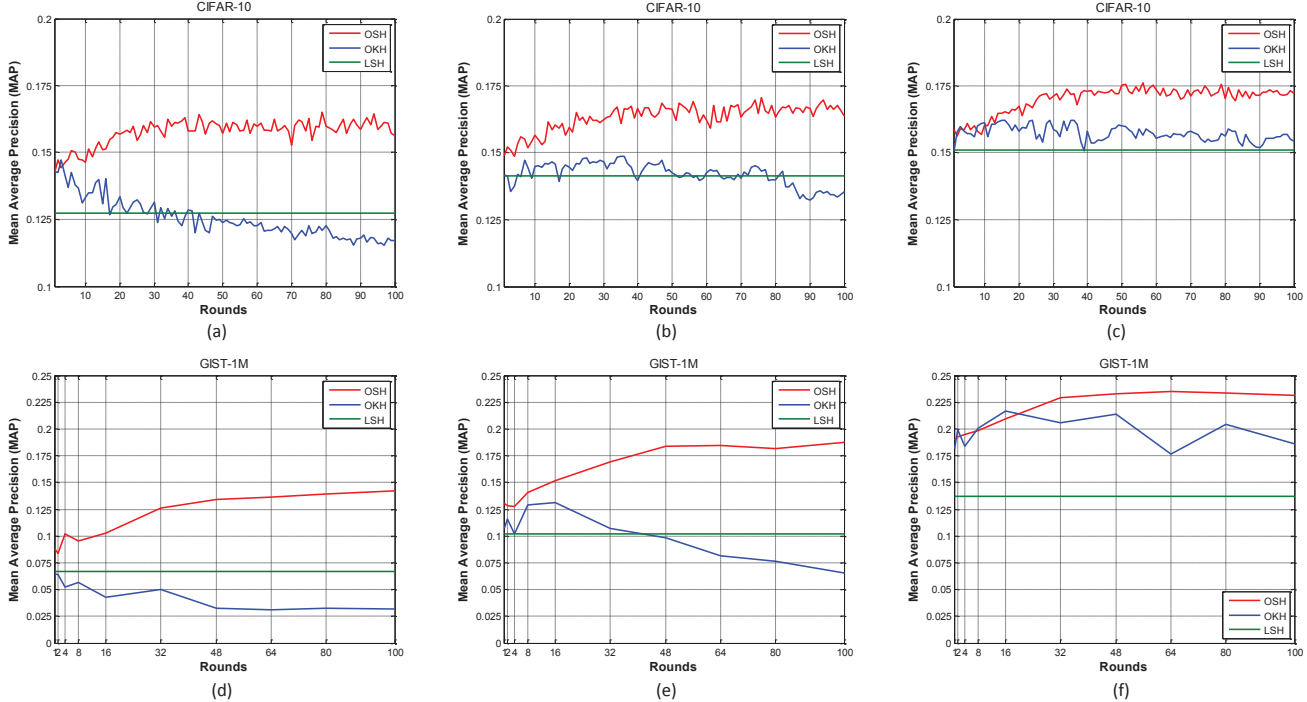 CIFAR-10
Mean Average Precision (MAP)
0.2
0.175
0.15
0.125
0.1
OSH
OKH
LSH
10 20 30 40 50 60 70 80 90 100
Rounds
(a)
CIFAR-10
Mean Average Precision (MAP)
0.2
0.175
0.15
0.125
0.1
OSH
OKH
LSH
10 20 30 40 50 60 70 80 90 100
Rounds
(b)
CIFAR-10
Mean Average Precision (MAP)
0.2
0.175
0.15
0.125
0.1
OSH
OKH
LSH
10 20 30 40 50 60 70 80 90 100
Rounds
(c)
GIST-1M
Mean Average Precision (MAP)
0.25
0.225
0.2
0.175
0.15
0.125
0.1
0.075
0.05
0.025
0
OSH
OKH
LSH
1 2 4 8 16 32 48 64 80 100
Rounds
(d)
GIST-1M
Mean Average Precision (MAP)
0.25
0.225
0.2
0.175
0.15
0.125
0.1
0.075
0.05
0.025
0
OSH
OKH
LSH
1 2 4 8 16 32 48 64 80 100
Rounds
(e)
GIST-1M
Mean Average Precision (MAP)
0.25
0.225
0.2
0.175
0.15
0.125
0.1
0.075
0.05
0.025
0
OSH
OKH
LSH
1 2 4 8 16 32 48 64 80 100
Rounds
(f)